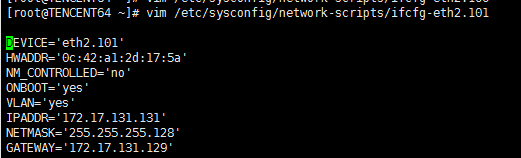 [root@TENCENT64 ~]# vim /etc/sysconfig/network-scripts/ifcfg-eth2.100
[root@TENCENT64 ~]# vim /etc/sysconfig/network-scripts/ifcfg-eth2.101
DEVICE='eth2.101'
HWADDR='0c:42:a1:2d:17:5a'
NM_CONTROLLED='no'
ONBOOT='yes'
VLAN='yes'
IPADDR='172.17.131.131'
NETMASK='255.255.255.128'
GATEWAY='172.17.131.129'